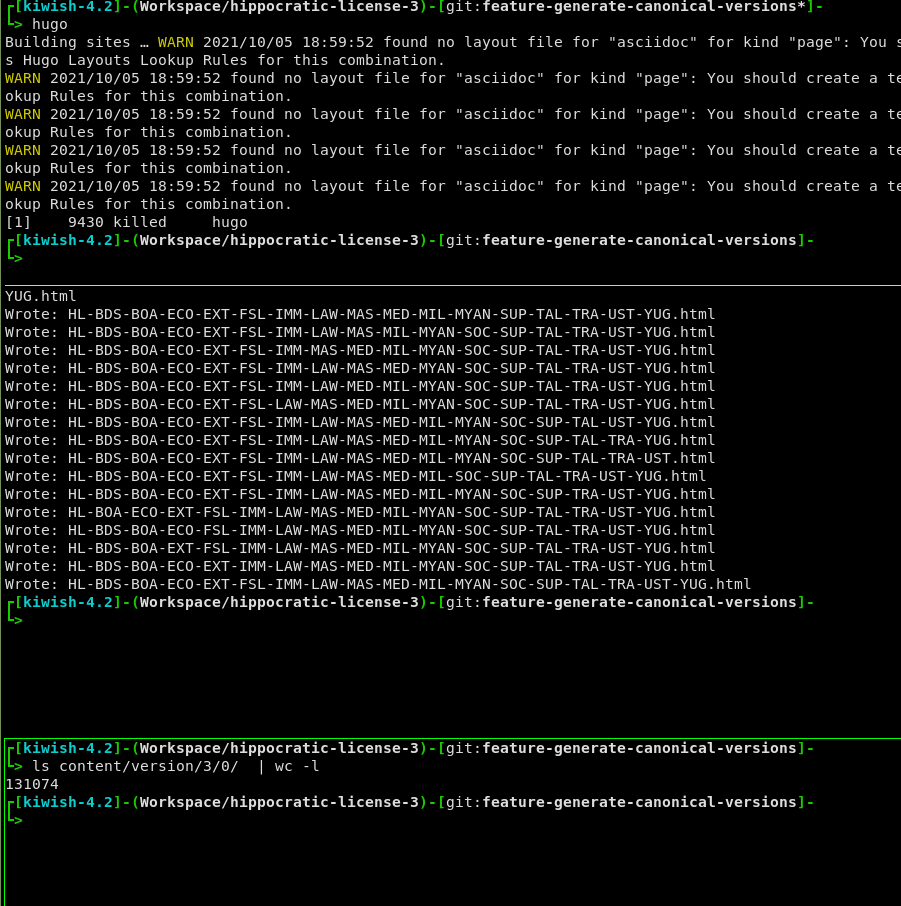 ┌[kiwish-4.2]-(Workspace/hippocratic-license-3)-[git:feature-generate-canonical-versions*]-
└> hugo
Building sites … WARN 2021/10/05 18:59:52 found no layout file for "asciidoc" for kind "page": You s
s Hugo Layouts Lookup Rules for this combination.
WARN 2021/10/05 18:59:52 found no layout file for "asciidoc" for kind "page": You should create a te
okup Rules for this combination.
WARN 2021/10/05 18:59:52 found no layout file for "asciidoc" for kind "page": You should create a te
okup Rules for this combination.
WARN 2021/10/05 18:59:52 found no layout file for "asciidoc" for kind "page": You should create a te
okup Rules for this combination.
WARN 2021/10/05 18:59:52 found no layout file for "asciidoc" for kind "page": You should create a te
okup Rules for this combination.
[1]    9430 killed     hugo
┌[kiwish-4.2]-(Workspace/hippocratic-license-3)-[git:feature-generate-canonical-versions]-
└>
YUG.html
Wrote: HL-BDS-BOA-ECO-EXT-FSL-IMM-LAW-MAS-MED-MIL-MYAN-SUP-TAL-TRA-UST-YUG.html
Wrote: HL-BDS-BOA-ECO-EXT-FSL-IMM-LAW-MAS-MIL-MYAN-SOC-SUP-TAL-TRA-UST-YUG.html
Wrote: HL-BDS-BOA-ECO-EXT-FSL-IMM-MAS-MED-MIL-MYAN-SOC-SUP-TAL-TRA-UST-YUG.html
Wrote: HL-BDS-BOA-ECO-EXT-FSL-IMM-LAW-MAS-MED-MYAN-SOC-SUP-TAL-TRA-UST-YUG.html
Wrote: HL-BDS-BOA-ECO-EXT-FSL-IMM-LAW-MED-MIL-MYAN-SOC-SUP-TAL-TRA-UST-YUG.html
Wrote: HL-BDS-BOA-ECO-EXT-FSL-LAW-MAS-MED-MIL-MYAN-SOC-SUP-TAL-TRA-UST-YUG.html
Wrote: HL-BDS-BOA-ECO-EXT-FSL-IMM-LAW-MAS-MED-MIL-MYAN-SOC-SUP-TAL-UST-YUG.html
Wrote: HL-BDS-BOA-ECO-EXT-FSL-IMM-LAW-MAS-MED-MIL-MYAN-SOC-SUP-TAL-TRA-YUG.html
Wrote: HL-BDS-BOA-ECO-EXT-FSL-IMM-LAW-MAS-MED-MIL-MYAN-SOC-SUP-TAL-TRA-UST.html
Wrote: HL-BDS-BOA-ECO-EXT-FSL-IMM-LAW-MAS-MED-MIL-SOC-SUP-TAL-TRA-UST-YUG.html
Wrote: HL-BDS-BOA-ECO-EXT-FSL-IMM-LAW-MAS-MED-MIL-MYAN-SOC-SUP-TRA-UST-YUG.html
Wrote: HL-BOA-ECO-EXT-FSL-IMM-LAW-MAS-MED-MIL-MYAN-SOC-SUP-TAL-TRA-UST-YUG.html
Wrote: HL-BDS-BOA-ECO-FSL-IMM-LAW-MAS-MED-MIL-MYAN-SOC-SUP-TAL-TRA-UST-YUG.html
Wrote: HL-BDS-BOA-EXT-FSL-IMM-LAW-MAS-MED-MIL-MYAN-SOC-SUP-TAL-TRA-UST-YUG.html
Wrote: HL-BDS-BOA-ECO-EXT-IMM-LAW-MAS-MED-MIL-MYAN-SOC-SUP-TAL-TRA-UST-YUG.html
Wrote: HL-BDS-BOA-ECO-EXT-FSL-IMM-LAW-MAS-MED-MIL-MYAN-SOC-SUP-TAL-TRA-UST-YUG.html
┌[kiwish-4.2]-(Workspace/hippocratic-license-3)-[git:feature-generate-canonical-versions]-
└>
┌[kiwish-4.2]-(Workspace/hippocratic-license-3)-[git:feature-generate-canonical-versions]-
└> ls content/version/3/0/  | wc -l
131074
┌[kiwish-4.2]-(Workspace/hippocratic-license-3)-[git:feature-generate-canonical-versions]-
└>